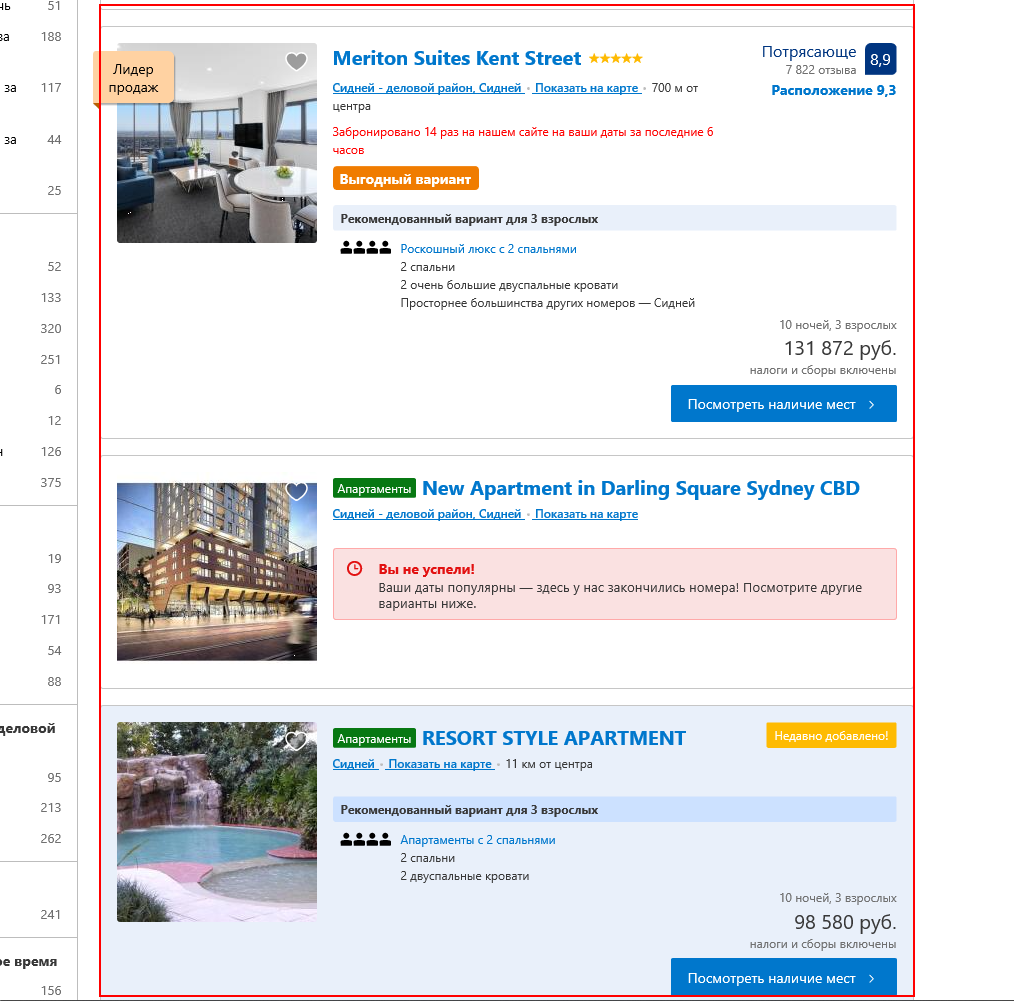 51
ва 188
за 117
за 44
25
52
133
320
251
6
12
126
375
19
93
171
54
88
деловой
95
213
262
241
ое время
156
Лидер
продаж
Meriton Suites Kent Street
Сидней - деловой район, Сидней • Показать на карте • 700 м от
центра
Потрясающе 8,9
7 822 отзыва
Расположение 9,3
Забронировано 14 раз на нашем сайте на ваши даты за последние 6
часов
Выгодный вариант
Рекомендованный вариант для 3 взрослых
Роскошный люкс с 2 спальнями
2 спальни
2 очень большие двуспальные кровати
Просторнее большинства других номеров — Сидней
10 ночей, 3 взрослых
131 872 руб.
налоги и сборы включены
Посмотреть наличие мест
Апартаменты New Apartment in Darling Square Sydney CBD
Сидней - деловой район, Сидней • Показать на карте
Вы не успели!
Ваши даты популярны — здесь у нас закончились номера! Посмотрите другие
варианты ниже.
Апартаменты RESORT STYLE APARTMENT
Недавно добавлено!
Сидней • Показать на карте • 11 км от центра
Рекомендованный вариант для 3 взрослых
Апартаменты с 2 спальнями
2 спальни
2 двуспальные кровати
10 ночей, 3 взрослых
98 580 руб.
налоги и сборы включены
Посмотреть наличие мест